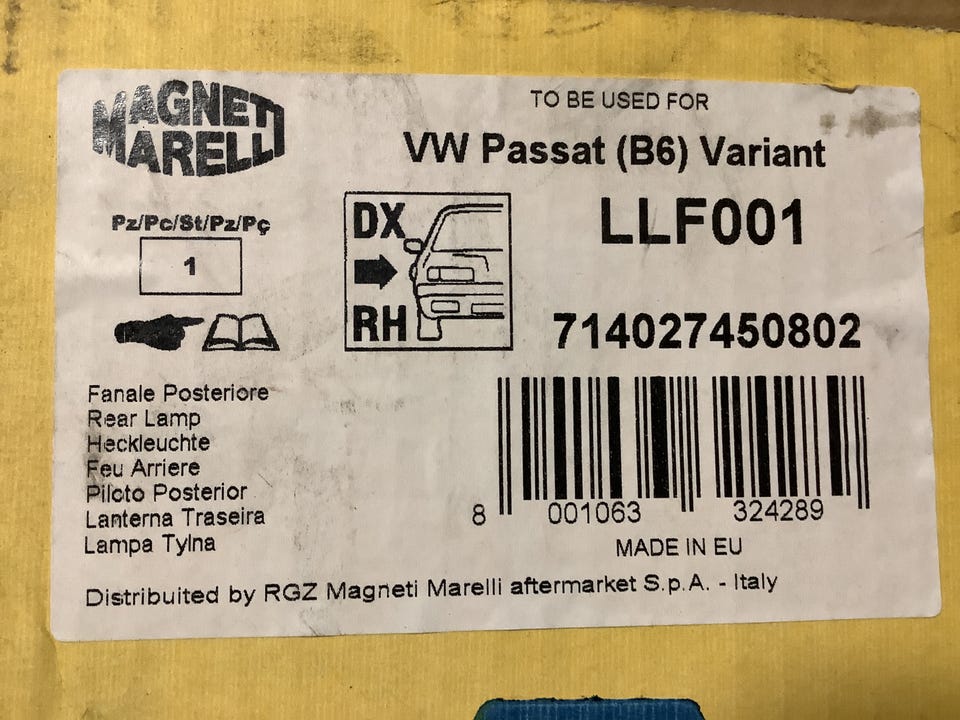 MAGNETI
MARELLI
TO BE USED FOR
VW Passat (B6) Variant
LLF001
Pz/Pc/St/Pz/Pç
1
DX
RH
714027450802
Fanale Posteriore
Rear Lamp
Heckleuchte
Feu Arriere
Piloto Posterior
Lanterna Traseira
Lampa Tylna
8 001063 324289
MADE IN EU
Distribuited by RGZ Magneti Marelli aftermarket S.p.A. - Italy